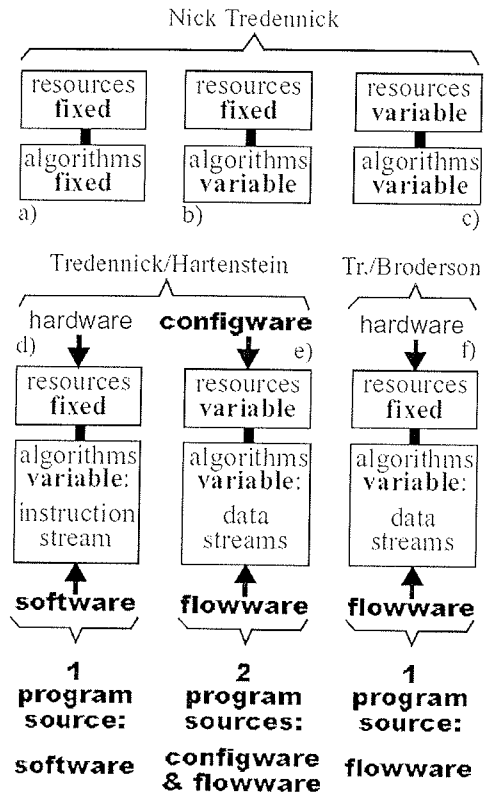 Nick Tredennick
resources
fixed
algorithms
fixed
a)
resources
fixed
algorithms
variable
b)
resources
variable
algorithms
variable
c)
Tredennick/Hartenstein
Tr./Broderson
hardware
d)
resources
fixed
algorithms
variable:
instruction
stream
software
1
program
source:
software
configware
e)
resources
variable
algorithms
variable:
data
streams
flowware
2
program
sources:
configware
& flowware
hardware
f)
resources
fixed
algorithms
variable:
data
streams
flowware
1
program
source:
flowware